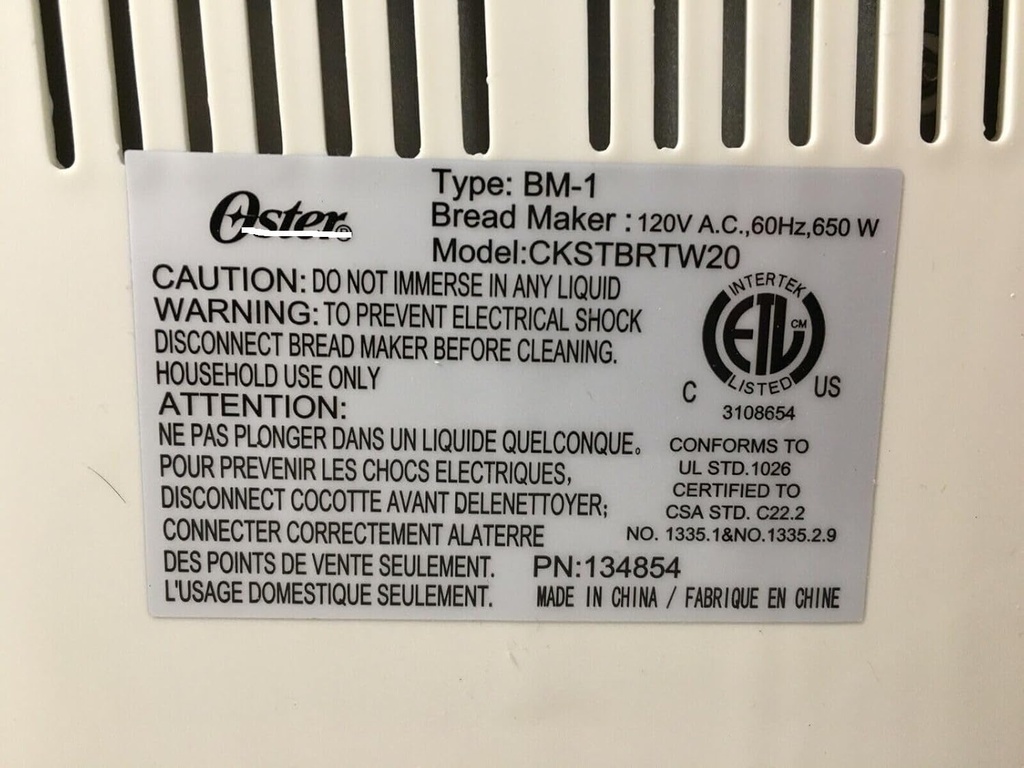 Oster®
Type: BM-1
Bread Maker : 120V A.C.,60Hz,650 W
Model:CKSTBRTW20
CAUTION: DO NOT IMMERSE IN ANY LIQUID
WARNING: TO PREVENT ELECTRICAL SHOCK
DISCONNECT BREAD MAKER BEFORE CLEANING.
HOUSEHOLD USE ONLY
ATTENTION:
NE PAS PLONGER DANS UN LIQUIDE QUELCONQUE。
POUR PREVENIR LES CHOCS ELECTRIQUES,
DISCONNECT COCOTTE AVANT DELENETTOYER;
CONNECTER CORRECTEMENT ALATERRE
DES POINTS DE VENTE SEULEMENT.
L'USAGE DOMESTIQUE SEULEMENT.
INTERTEK
ETL CM
LISTED
C US
3108654
CONFORMS TO
UL STD.1026
CERTIFIED TO
CSA STD. C22.2
NO. 1335.1&NO.1335.2.9
PN:134854
MADE IN CHINA / FABRIQUE EN CHINE